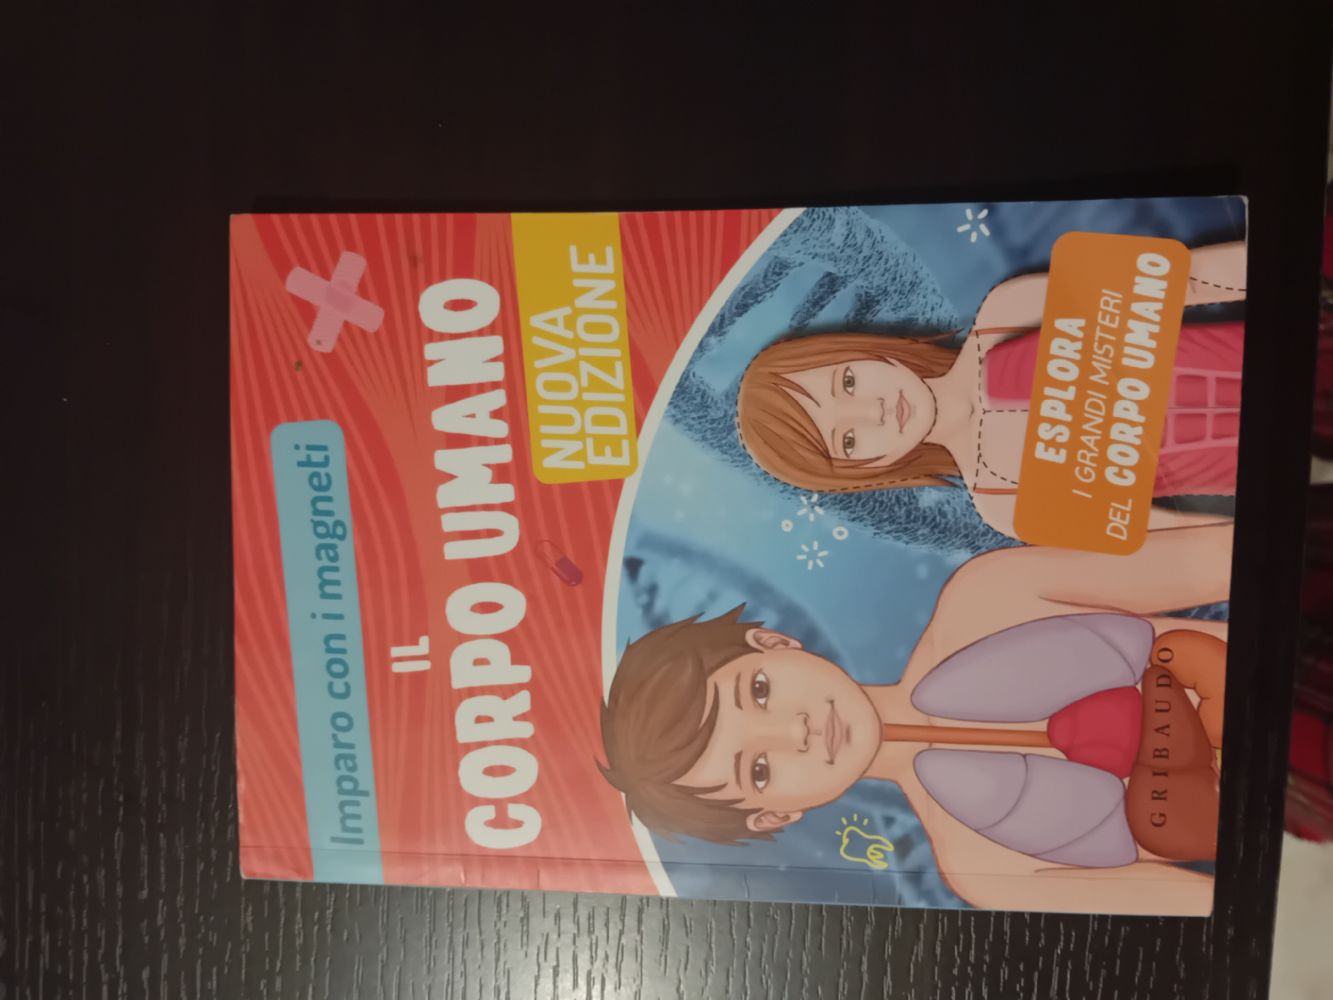 Imparo con i magneti
IL
CORPO UMANO
NUOVA
EDIZIONE
ESPLORA
I GRANDI MISTERI
DEL CORPO UMANO
GRIBAUDO